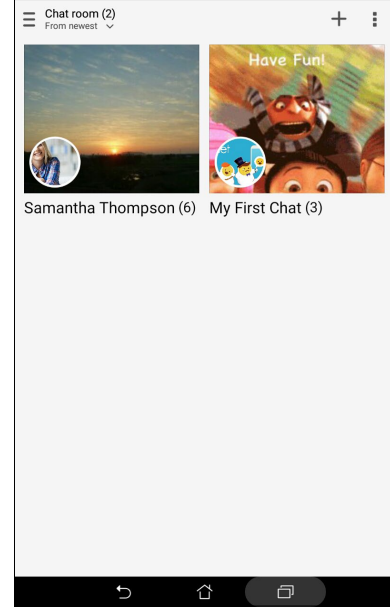 Chat room (2)
From newest
Have Fun!
Samantha Thompson (6)
My First Chat (3)